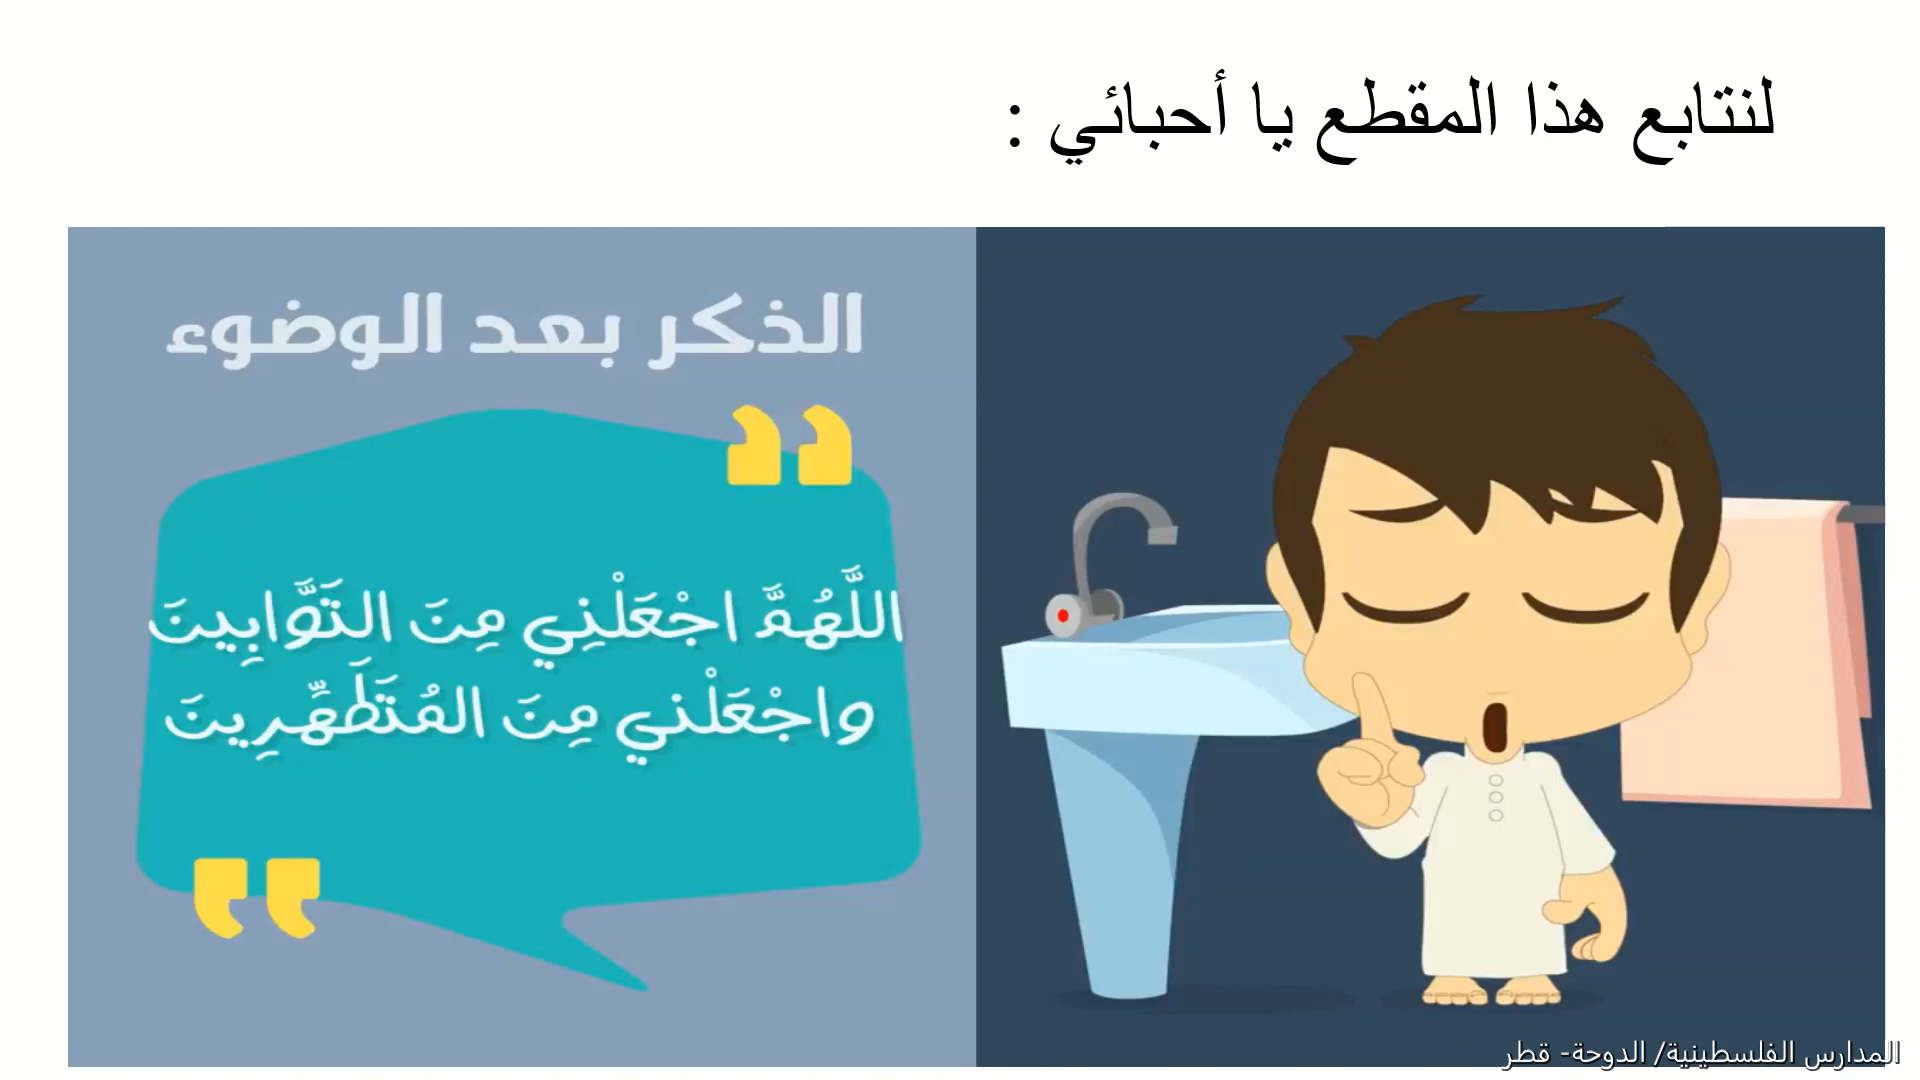 لنتابع هذا المقطع يا أحبائي :
الذكر بعد الوضوء
اللَّهُمَّ اجْعَلْنِي مِنَ التَوَّابِينَ
واجْعَلْني مِنَ المُتَطَهِّرِينَ
المدارس الفلسطينية/ الدوحة- قطر